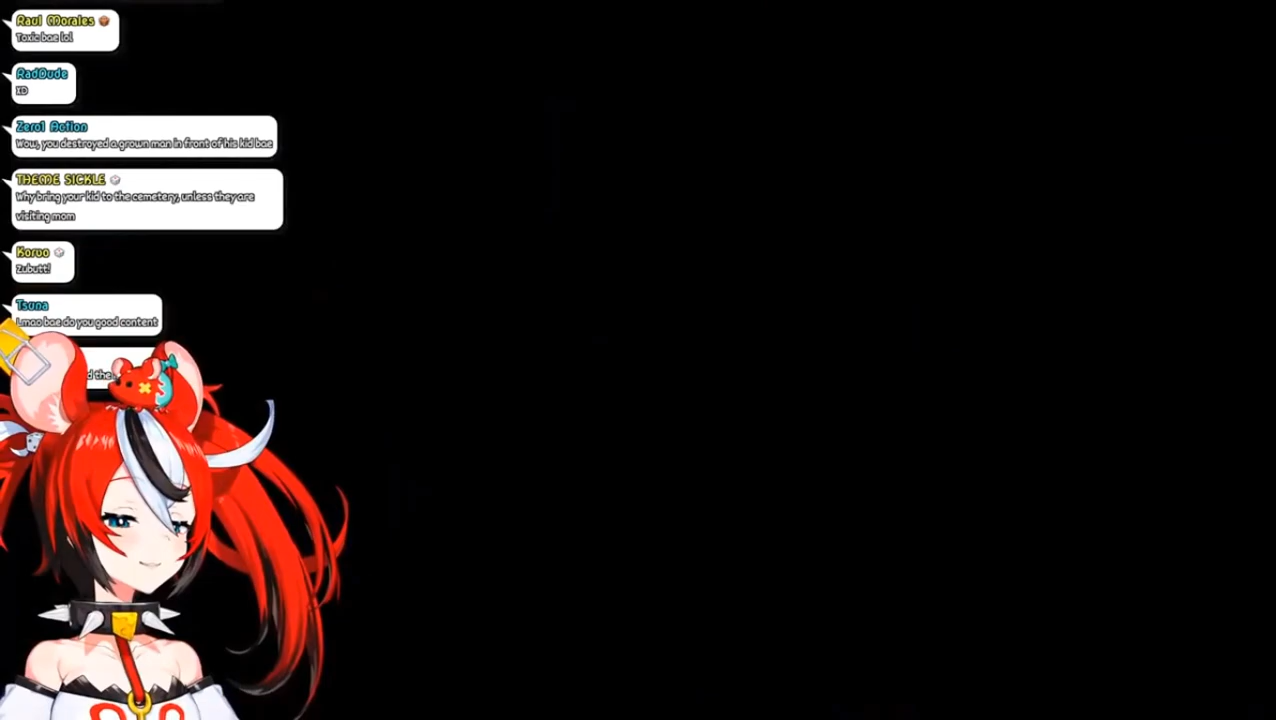 Raul Morales
Toxic bae lol
RadDude
XD
Zero1 Action
Wow, you destroyed a grown man in front of his kid bae
THEME SICKLE
Why bring your kid to the cemetery, unless they are
visiting mom
Korvo
Zubutt!
Tsuna
Lmao bae do you good content